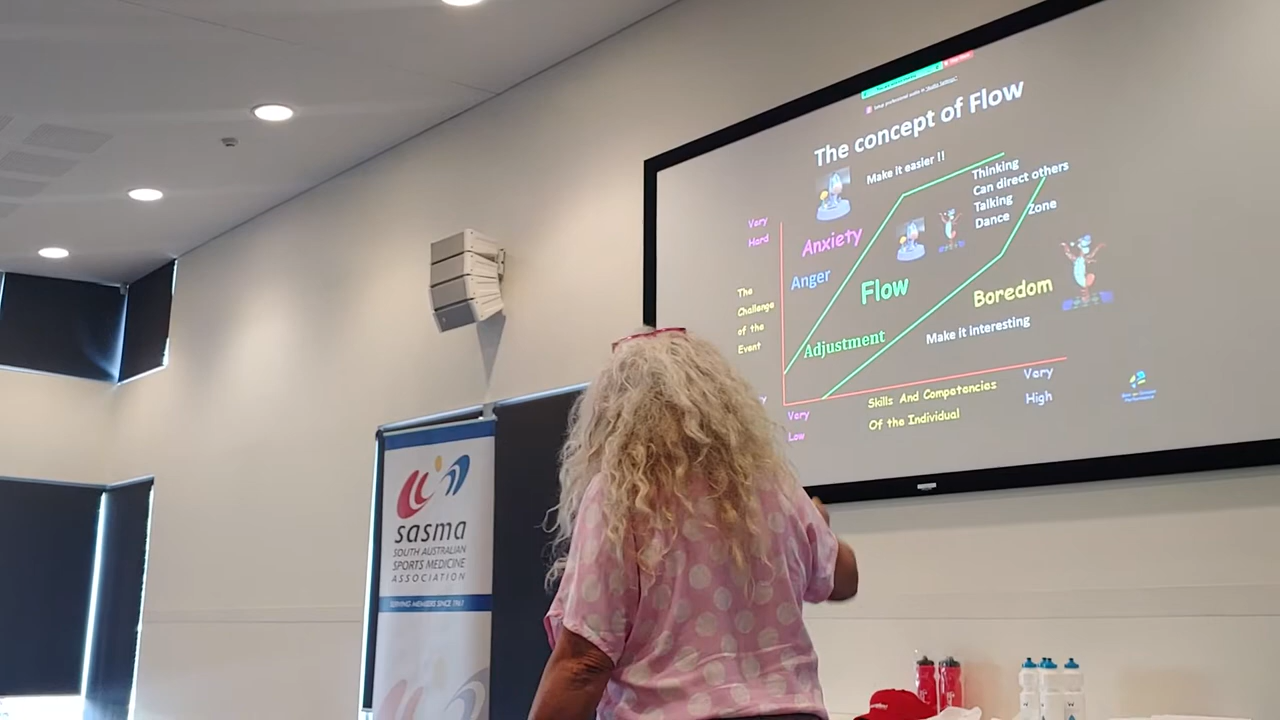 The concept of Flow
Make it easier !!
Thinking
Can direct others
Talking
Dance Zone
Very
Hard
Anxiety
Anger
Flow
The
Challenge
of the
Event
Boredom
Adjustment
Make it interesting
Very
Low
Skills And Competencies
Of the Individual
Very
High
sasma
SOUTH AUSTRALIAN
SPORTS MEDICINE
ASSOCIATION
SERVING MEMBERS SINCE 1961